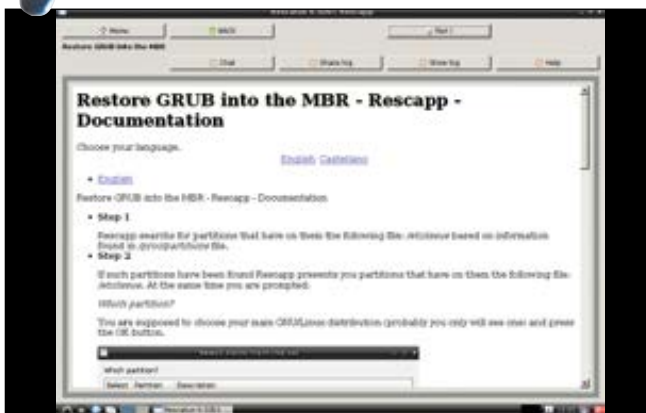 Menu
BACK
Run !
Restore GRUB into the MBR
Chat
Share log
Show log
Help
Restore GRUB into the MBR - Rescapp -
Documentation
Choose your language.
English Castellano
• English
Restore GRUB into the MBR - Rescapp - Documentation
• Step 1
Rescapp searchs for partitions that have on them the following file: /etc/issue based on information
found in /proc/partitions file.
• Step 2
If such partitions have been found Rescapp presents you partitions that have on them the following file:
/etc/issue. At the same time you are prompted:
Which partition?
You are supposed to choose your main GNU/Linux distribution (probably you only will see one) and press
the OK button.
Which partition?
Select Partition Description